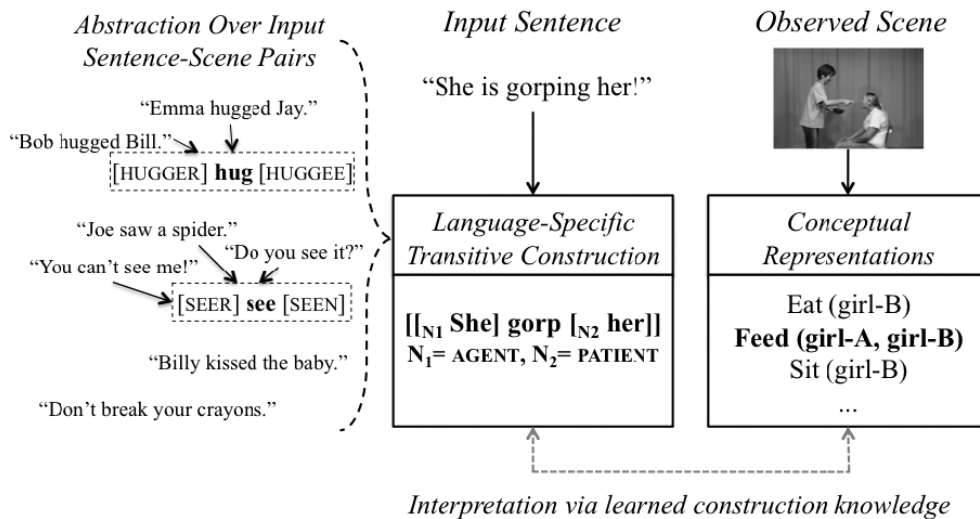 Abstraction Over Input
Sentence-Scene Pairs
“Emma hugged Jay.”
“Bob hugged Bill.”
[HUGGER] hug [HUGGEE]
“Joe saw a spider.”
“Do you see it?”
“You can’t see me!”
[SEER] see [SEEN]
“Billy kissed the baby.”
“Don’t break your crayons.”
Input Sentence
“She is gorping her!”
Language-Specific
Transitive Construction
[[N1 She] gorp [N2 her]]
N1= AGENT, N2= PATIENT
Observed Scene
Conceptual
Representations
Eat (girl-B)
Feed (girl-A, girl-B)
Sit (girl-B)
...
Interpretation via learned construction knowledge